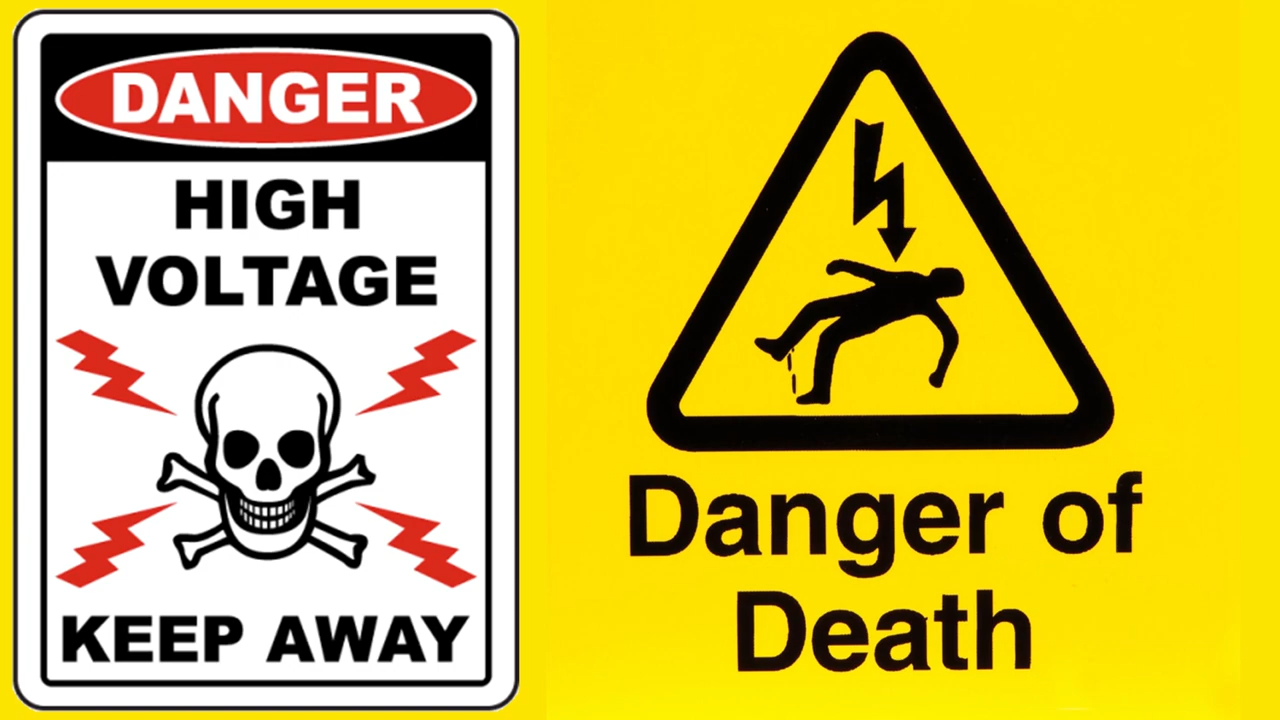 DANGER
HIGH
VOLTAGE
KEEP AWAY
Danger of
Death